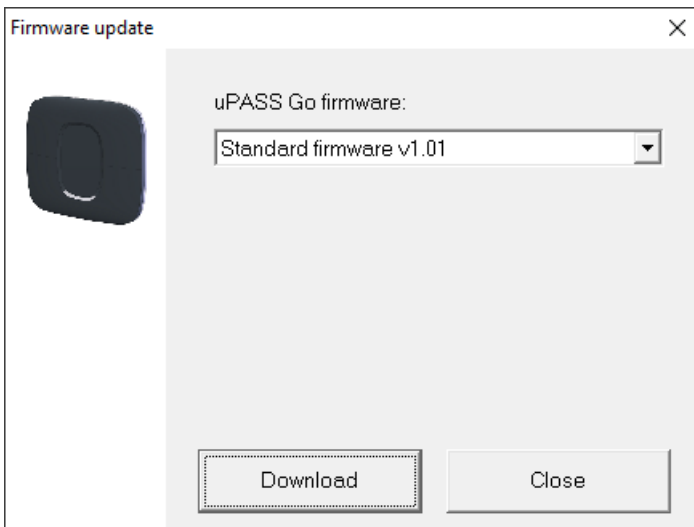 Firmware update
uPASS Go firmware:
Standard firmware v1.01
Download
Close